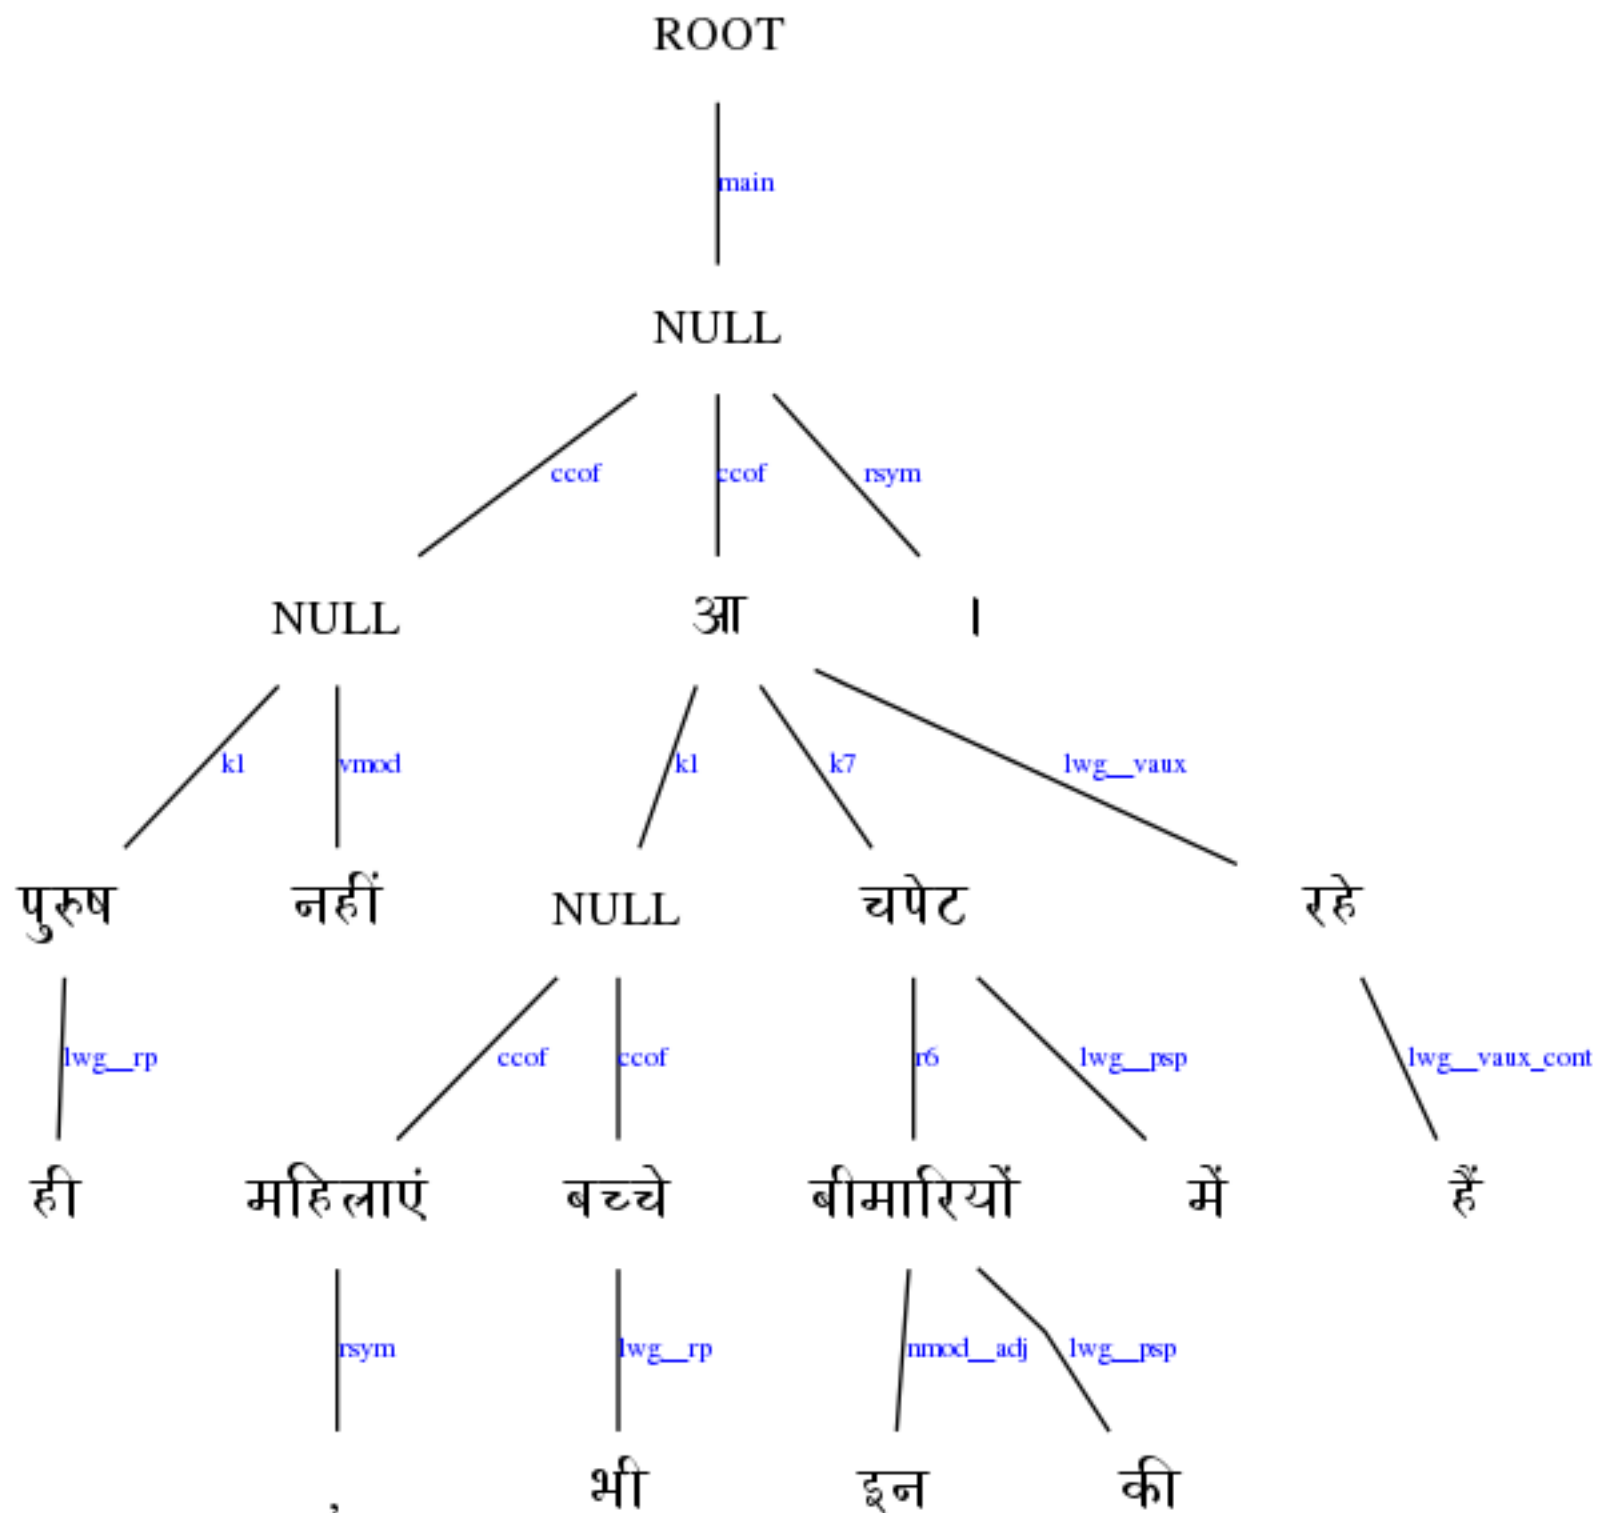 ROOT
main
NULL
ccof ccof rsym
NULL आ ।
k1 vmod k1 k7 lwg__vaux
पुरुष नहीं NULL चपेट रहे
lwg__rp ccof ccof r6 lwg__psp lwg__vaux_cont
ही महिलाएं बच्चे बीमारियों में हैं
rsym lwg__rp nmod__adj lwg__psp
, भी इन की